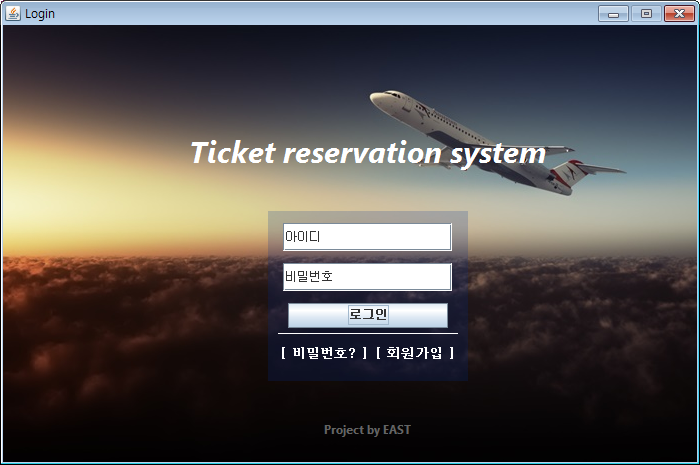 Login
Ticket reservation system
아이디
비밀번호
로그인
[ 비밀번호? ] [ 회원가입 ]
Project by EAST